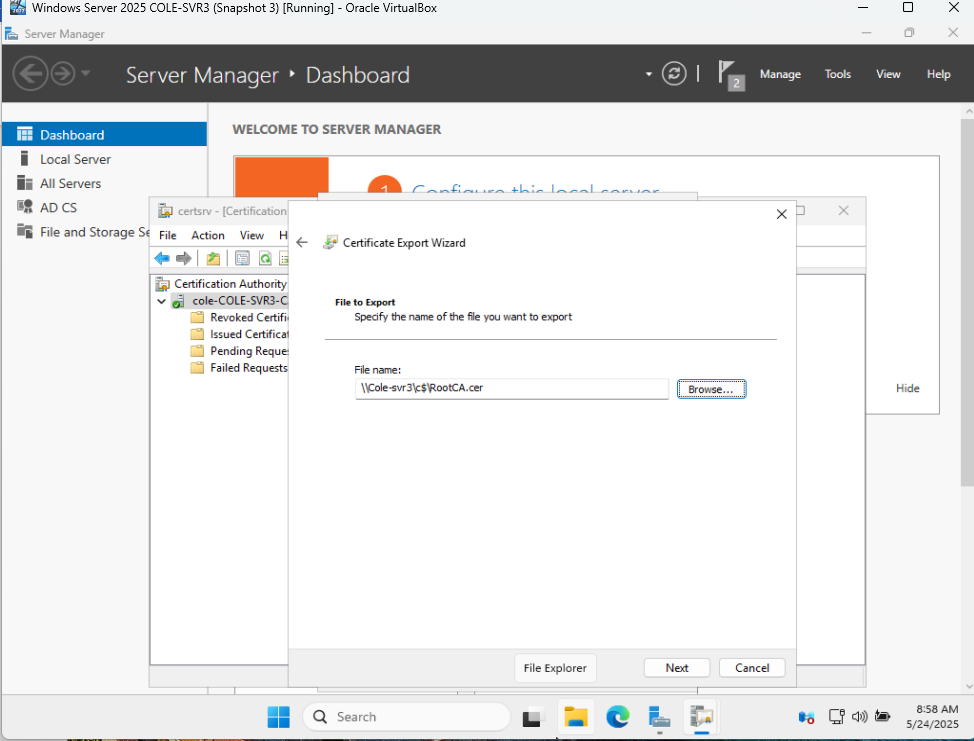 Windows Server 2025 COLE-SVR3 (Snapshot 3) [Running] - Oracle VirtualBox
Server Manager
Server Manager ‣ Dashboard
2
Manage Tools View Help
Dashboard
Local Server
All Servers
AD CS
File and Storage Se
WELCOME TO SERVER MANAGER
1 Configure this local server
Hide
certsrv - [Certification
File Action View H
Certification Authority
cole-COLE-SVR3-C
Revoked Certifi
Issued Certificat
Pending Reques
Failed Requests
Certificate Export Wizard
File to Export
Specify the name of the file you want to export
File name:
\\Cole-svr3\c$\RootCA.cer
Browse...
File Explorer
Next Cancel
Search
8:58 AM
5/24/2025